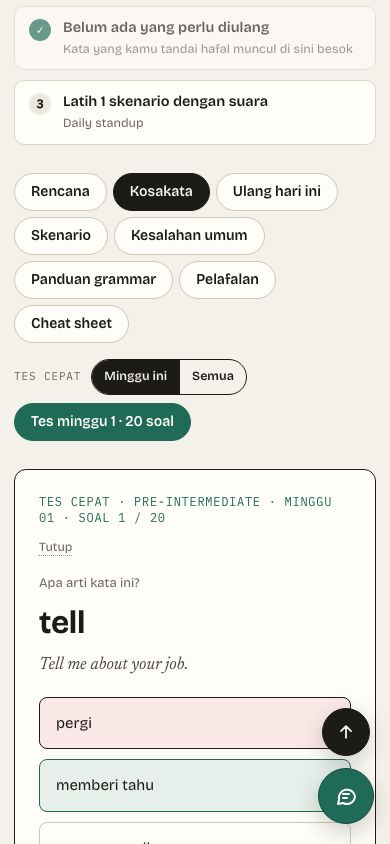 Belum ada yang perlu diulang
Kata yang kamu tandai hafal muncul di sini besok
3
Latih 1 skenario dengan suara
Daily standup
Rencana
Kosakata
Ulang hari ini
Skenario
Kesalahan umum
Panduan grammar
Pelafalan
Cheat sheet
TES CEPAT
Minggu ini
Semua
Tes minggu 1 · 20 soal
TES CEPAT · PRE-INTERMEDIATE · MINGGU
01 · SOAL 1 / 20
Tutup
Apa arti kata ini?
tell
Tell me about your job.
pergi
memberi tahu